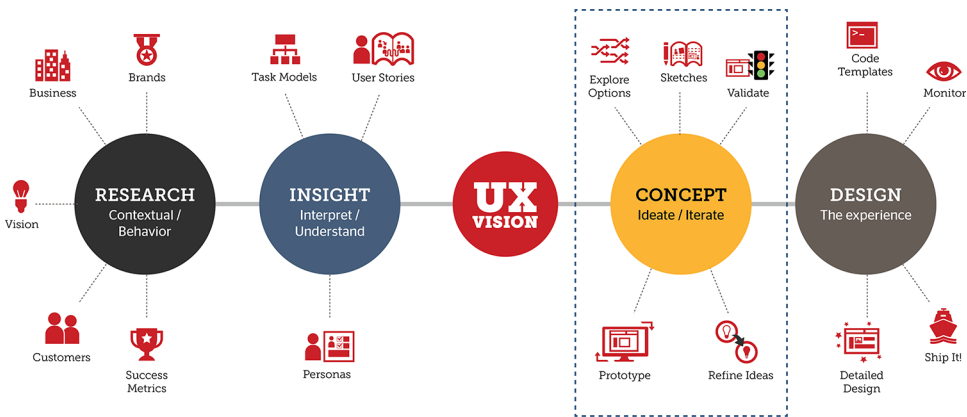 Business
Brands
Vision
RESEARCH
Contextual /
Behavior
Customers
Success
Metrics
Task Models
User Stories
INSIGHT
Interpret /
Understand
Personas
UX
VISION
Explore
Options
Sketches
Validate
CONCEPT
Ideate / Iterate
Prototype
Refine Ideas
Code
Templates
Monitor
DESIGN
The experience
Detailed
Design
Ship It!